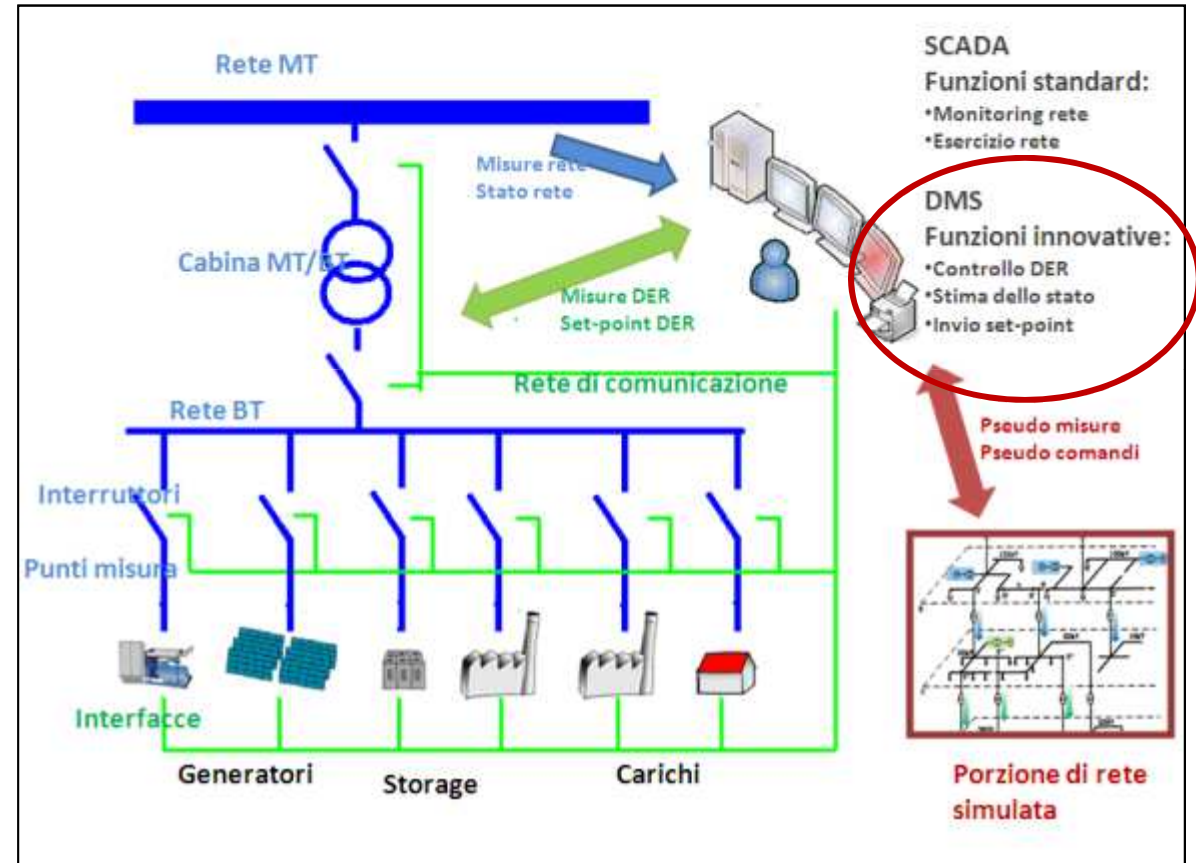 Rete MT
SCADA
Funzioni standard:
•Monitoring rete
•Esercizio rete
Misure rete
Stato rete
DMS
Funzioni innovative:
•Controllo DER
•Stima dello stato
•Invio set-point
Cabina MT/BT
Misure DER
Set-point DER
Rete di comunicazione
Rete BT
Pseudo misure
Pseudo comandi
Interruttori
Punti misura
Interfacce
Generatori
Storage
Carichi
Porzione di rete
simulata